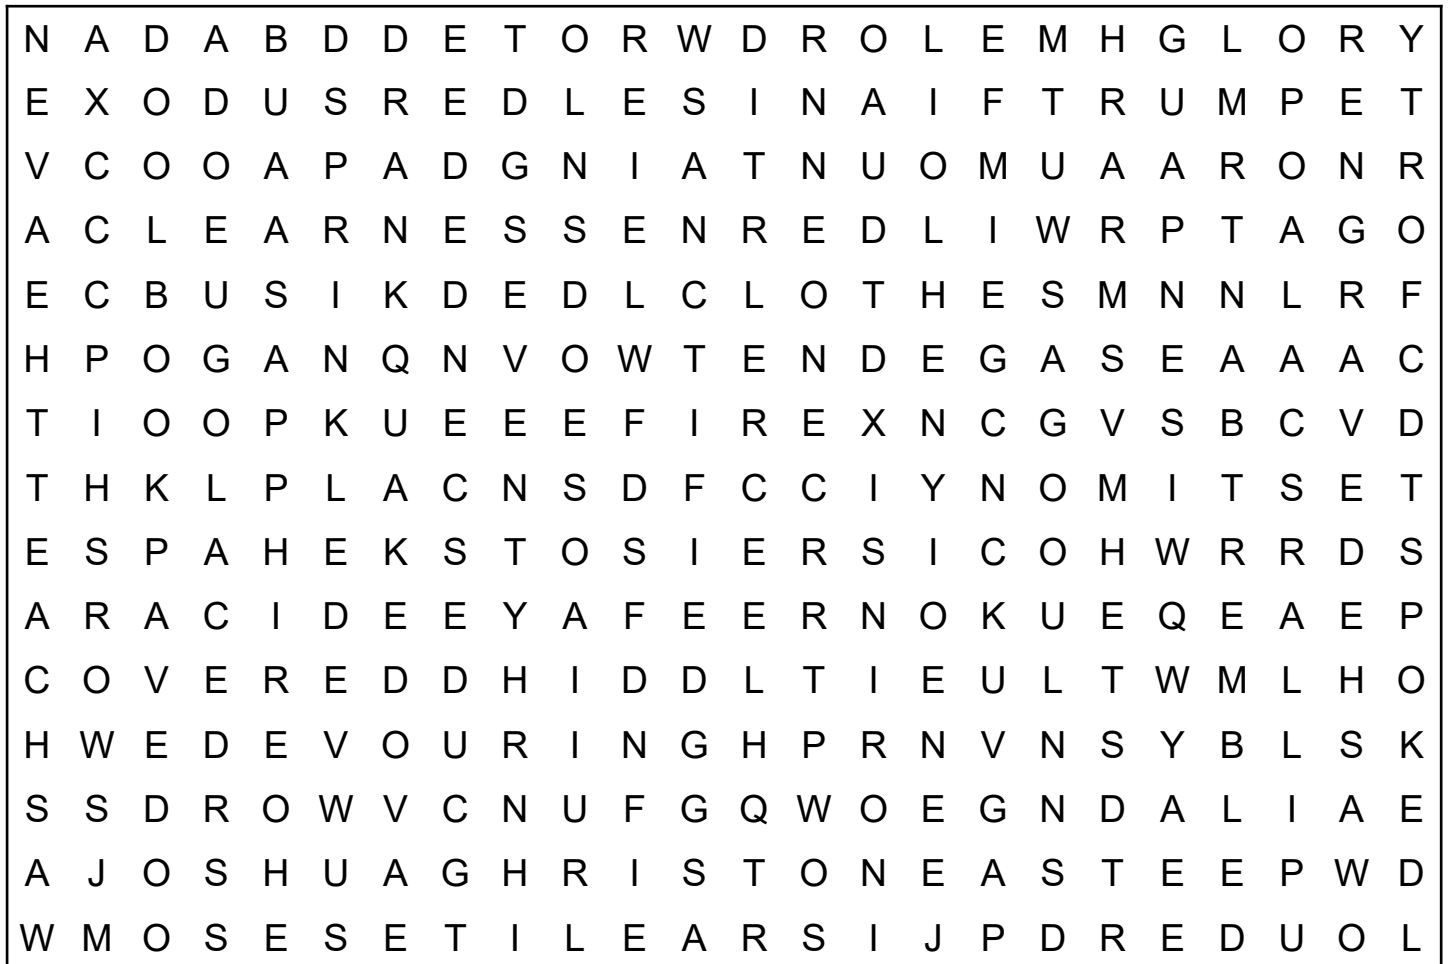 N A D A B D D E T O R W D R O L E M H G L O R Y
E X O D U S R E D L E S I N A I F T R U M P E T
V C O O A P A D G N I A T N U O M U A A R O N R
A C L E A R N E S S E N R E D L I W R P T A G O
E C B U S I K D E D L C L O T H E S M N N L R F
H P O G A N Q N V O W T E N D E G A S E A A A C
T I O O P K U E E E F I R E X N C G V S B C V D
T H K L P L A C N S D F C C I Y N O M I T S E T
E S P A H E K S T O S I E R S I C O H W R R D S
A R A C I D E E Y A F E E R N O K U E Q E A E P
C O V E R E D D H I D D L T I E U L T W M L H O
H W E D E V O U R I N G H P R N V N S Y B L S K
S S D R O W V C N U F G Q W O E G N D A L I A E
A J O S H U A G H R I S T O N E A S T E E P W D
W M O S E S E T I L E A R S I J P D R E D U O L